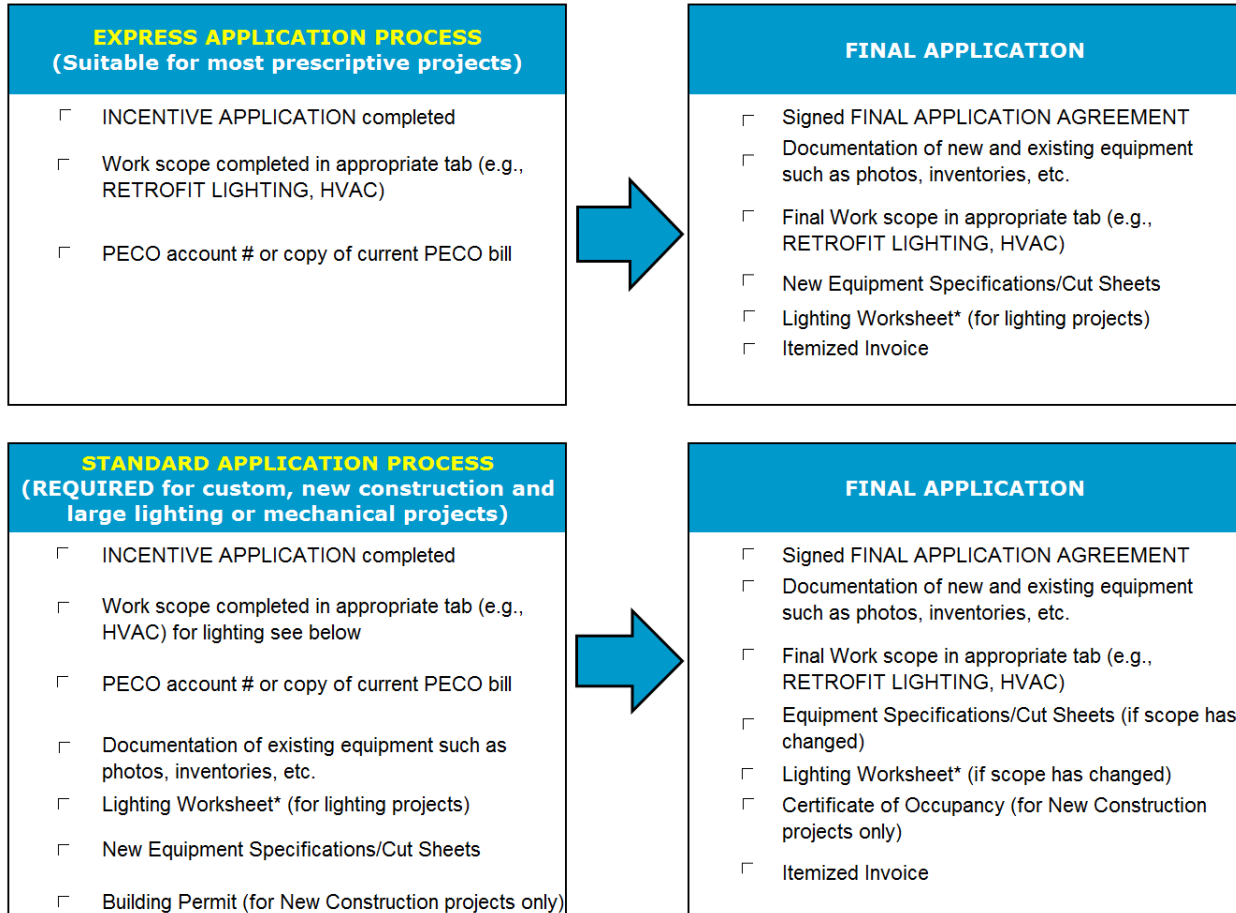 EXPRESS APPLICATION PROCESS
(Suitable for most prescriptive projects)
INCENTIVE APPLICATION completed
Work scope completed in appropriate tab (e.g.,
RETROFIT LIGHTING, HVAC)
PECO account # or copy of current PECO bill
FINAL APPLICATION
Signed FINAL APPLICATION AGREEMENT
Documentation of new and existing equipment
such as photos, inventories, etc.
Final Work scope in appropriate tab (e.g.,
RETROFIT LIGHTING, HVAC)
New Equipment Specifications/Cut Sheets
Lighting Worksheet* (for lighting projects)
Itemized Invoice
STANDARD APPLICATION PROCESS
(REQUIRED for custom, new construction and
large lighting or mechanical projects)
INCENTIVE APPLICATION completed
Work scope completed in appropriate tab (e.g.,
HVAC) for lighting see below
PECO account # or copy of current PECO bill
Documentation of existing equipment such as
photos, inventories, etc.
Lighting Worksheet* (for lighting projects)
New Equipment Specifications/Cut Sheets
Building Permit (for New Construction projects only)
FINAL APPLICATION
Signed FINAL APPLICATION AGREEMENT
Documentation of new and existing equipment
such as photos, inventories, etc.
Final Work scope in appropriate tab (e.g.,
RETROFIT LIGHTING, HVAC)
Equipment Specifications/Cut Sheets (if scope has
changed)
Lighting Worksheet* (if scope has changed)
Certificate of Occupancy (for New Construction
projects only)
Itemized Invoice